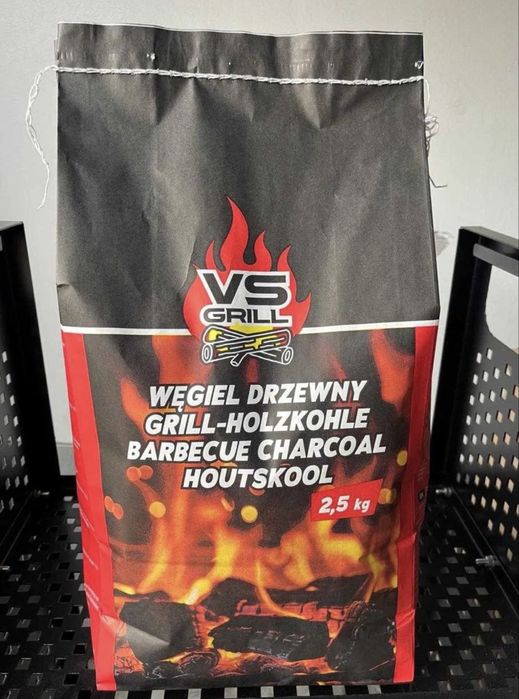 VS
GRILL
WĘGIEL DRZEWNY
GRILL-HOLZKOHLE
BARBECUE CHARCOAL
HOUTSKOOL
2,5 kg